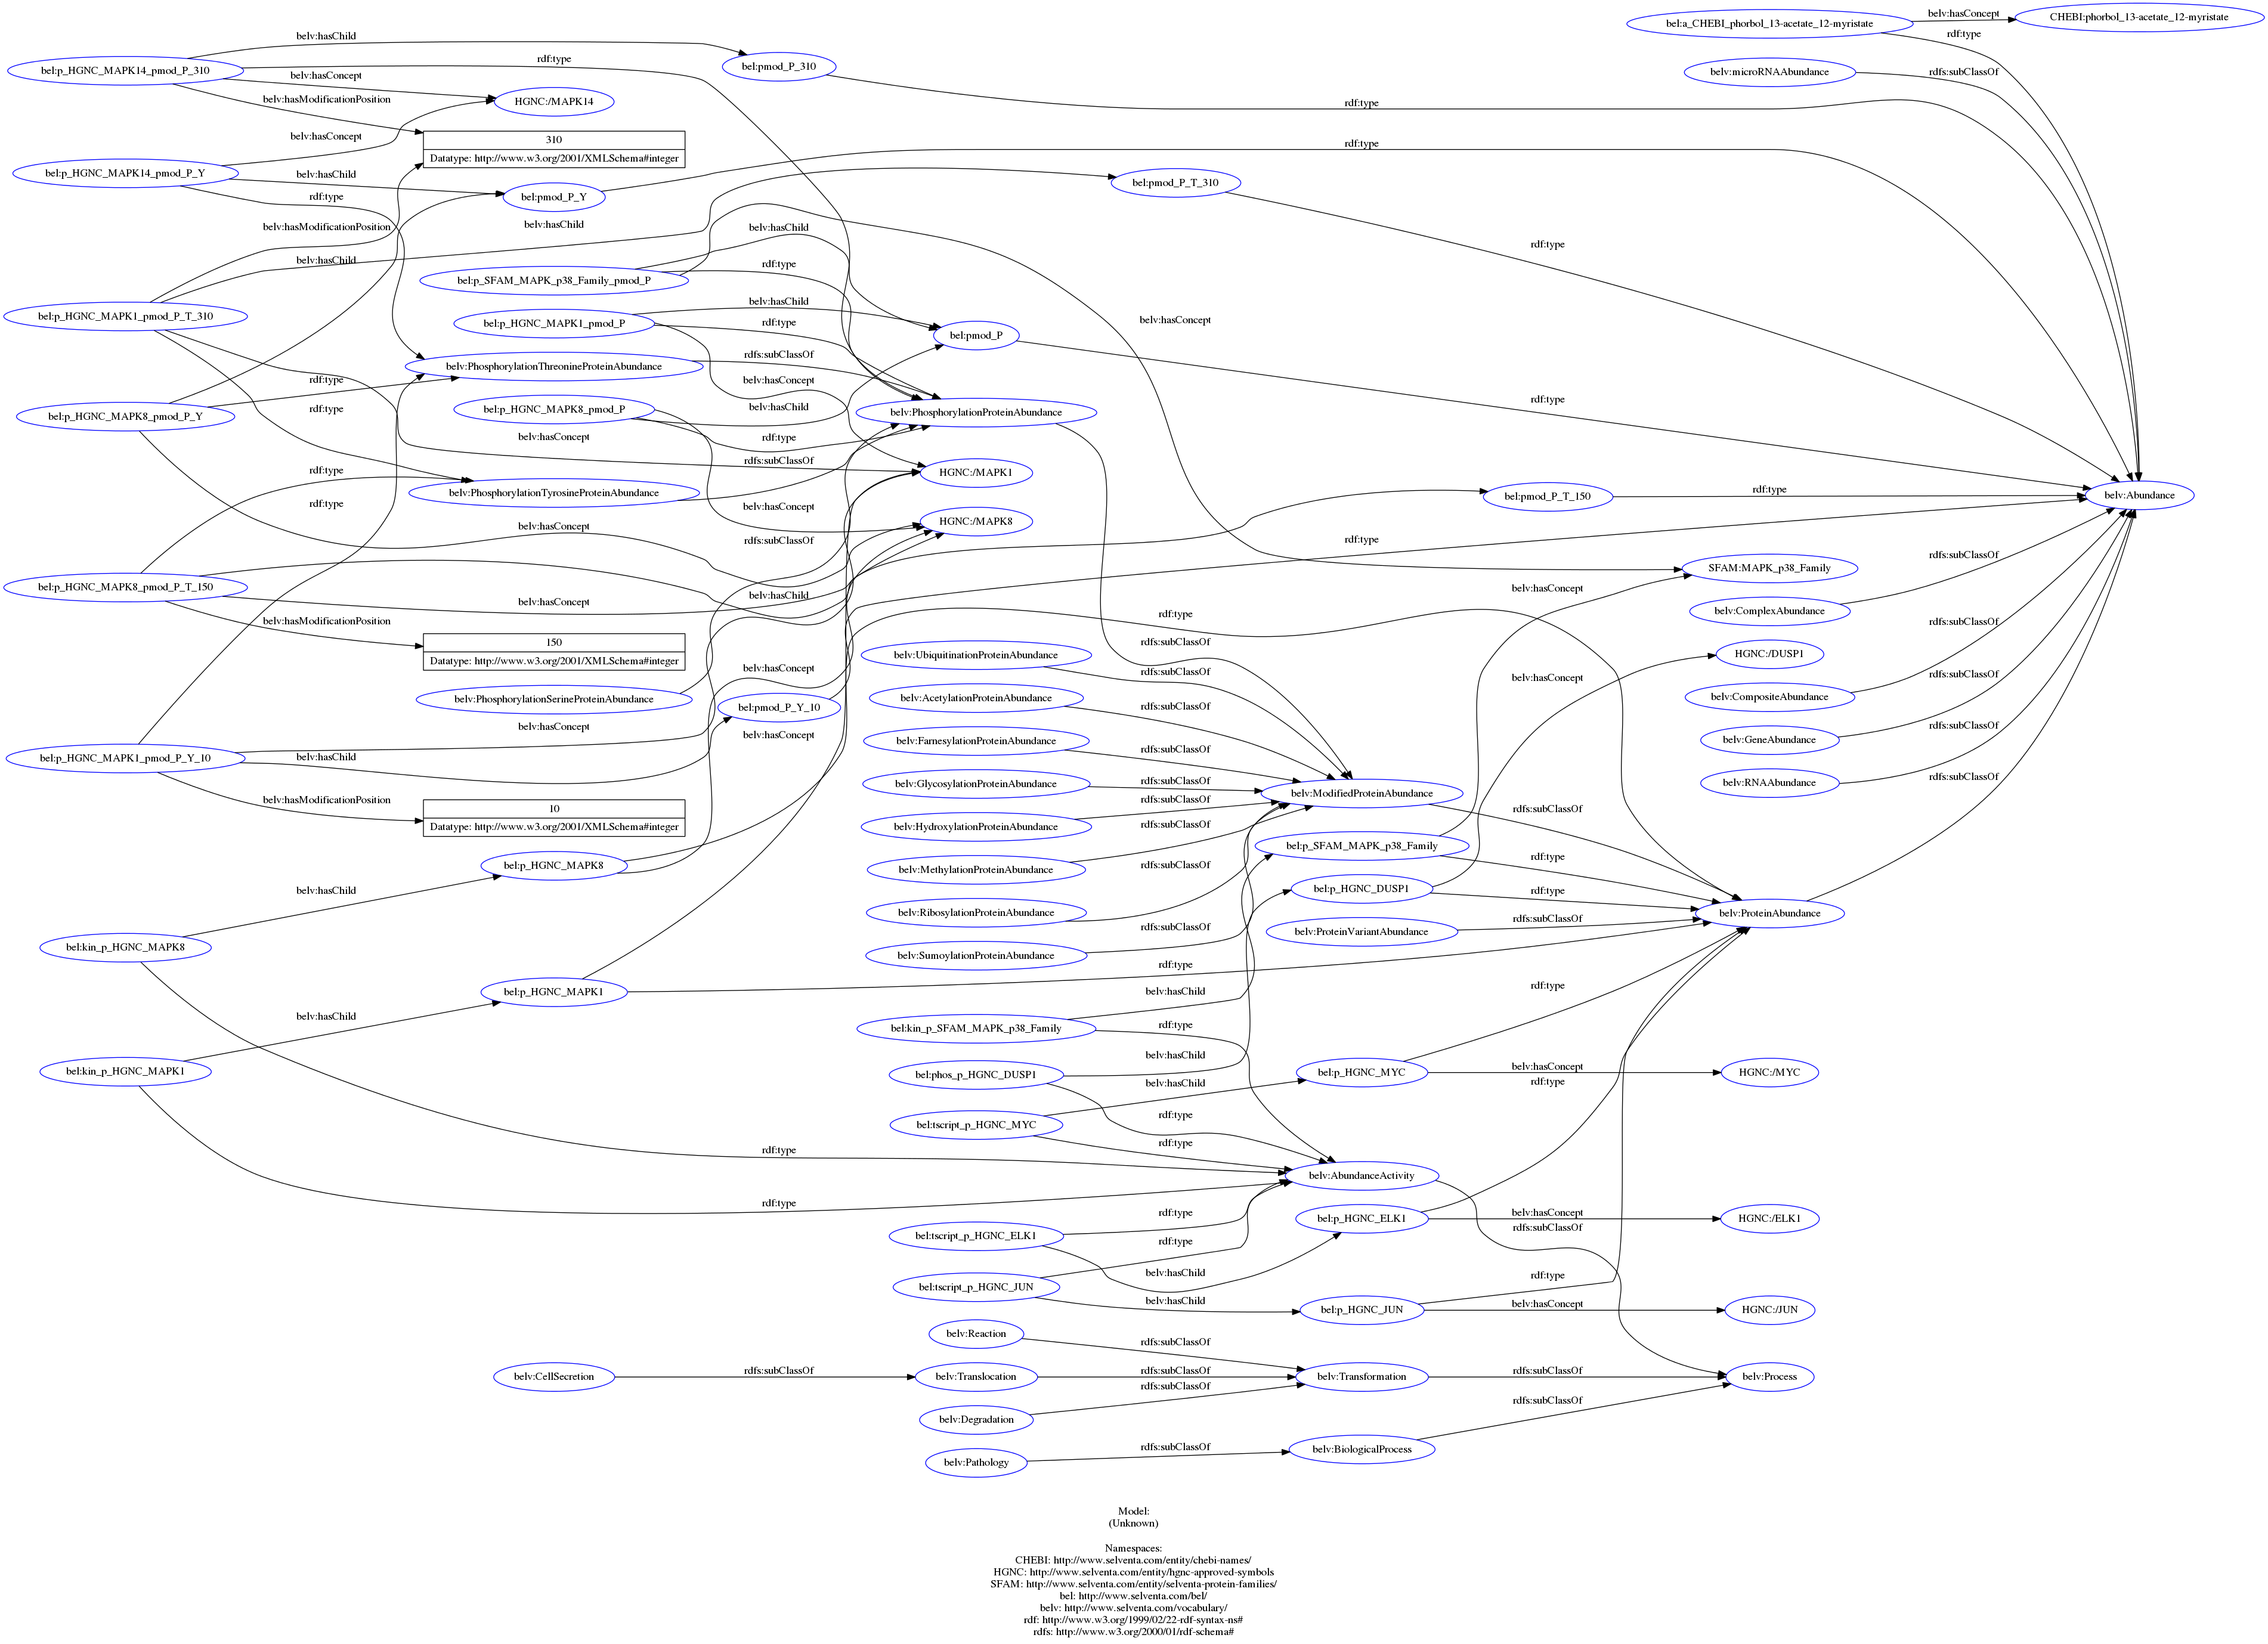 belv:hasChild
belv:hasConcept
bel:a_CHEBI_phorbol_13-acetate_12-myristate
CHEBI:phorbol_13-acetate_12-myristate
rdf:type
rdf:type
bel:p_HGNC_MAPK14_pmod_P_310
bel:pmod_P_310
belv:microRNAAbundance
rdfs:subClassOf
belv:hasConcept
belv:hasModificationPosition
HGNC:/MAPK14
rdf:type
belv:hasConcept
310
Datatype: http://www.w3.org/2001/XMLSchema#integer
rdf:type
bel:p_HGNC_MAPK14_pmod_P_Y
belv:hasChild
bel:pmod_P_T_310
rdf:type
bel:pmod_P_Y
belv:hasModificationPosition
belv:hasChild
belv:hasChild
rdf:type
belv:hasChild
rdf:type
bel:p_SFAM_MAPK_p38_Family_pmod_P
belv:hasChild
bel:p_HGNC_MAPK1_pmod_P_T_310
bel:p_HGNC_MAPK1_pmod_P
rdf:type
belv:hasConcept
bel:pmod_P
rdfs:subClassOf
belv:PhosphorylationThreonineProteinAbundance
rdf:type
belv:hasConcept
rdf:type
bel:p_HGNC_MAPK8_pmod_P_Y
rdf:type
bel:p_HGNC_MAPK8_pmod_P
belv:hasChild
belv:PhosphorylationProteinAbundance
belv:hasConcept
rdf:type
rdfs:subClassOf
rdf:type
HGNC:/MAPK1
belv:PhosphorylationTyrosineProteinAbundance
rdf:type
bel:pmod_P_T_150
rdf:type
belv:Abundance
rdf:type
belv:hasConcept
belv:hasConcept
HGNC:/MAPK8
rdfs:subClassOf
rdf:type
rdfs:subClassOf
SFAM:MAPK_p38_Family
bel:p_HGNC_MAPK8_pmod_P_T_150
belv:hasConcept
belv:hasChild
belv:hasConcept
belv:ComplexAbundance
belv:hasModificationPosition
rdf:type
rdfs:subClassOf
150
Datatype: http://www.w3.org/2001/XMLSchema#integer
rdfs:subClassOf
belv:UbiquitinationProteinAbundance
HGNC:/DUSP1
belv:hasConcept
rdfs:subClassOf
belv:hasConcept
rdfs:subClassOf
belv:PhosphorylationSerineProteinAbundance
bel:pmod_P_Y_10
belv:AcetylationProteinAbundance
rdfs:subClassOf
belv:CompositeAbundance
belv:hasConcept
belv:hasConcept
rdfs:subClassOf
belv:FarnesylationProteinAbundance
rdfs:subClassOf
belv:GeneAbundance
bel:p_HGNC_MAPK1_pmod_P_Y_10
belv:hasChild
rdfs:subClassOf
belv:GlycosylationProteinAbundance
rdfs:subClassOf
belv:ModifiedProteinAbundance
belv:RNAAbundance
belv:hasModificationPosition
10
Datatype: http://www.w3.org/2001/XMLSchema#integer
belv:HydroxylationProteinAbundance
rdfs:subClassOf
rdfs:subClassOf
rdfs:subClassOf
bel:p_SFAM_MAPK_p38_Family
bel:p_HGNC_MAPK8
belv:MethylationProteinAbundance
rdfs:subClassOf
rdf:type
belv:hasChild
bel:p_HGNC_DUSP1
rdf:type
belv:RibosylationProteinAbundance
rdfs:subClassOf
belv:ProteinVariantAbundance
rdfs:subClassOf
belv:ProteinAbundance
bel:kin_p_HGNC_MAPK8
belv:SumoylationProteinAbundance
rdf:type
bel:p_HGNC_MAPK1
belv:hasChild
rdf:type
belv:hasChild
bel:kin_p_SFAM_MAPK_p38_Family
rdf:type
bel:kin_p_HGNC_MAPK1
bel:phos_p_HGNC_DUSP1
belv:hasChild
belv:hasChild
bel:p_HGNC_MYC
belv:hasConcept
HGNC:/MYC
rdf:type
bel:tscript_p_HGNC_MYC
rdf:type
rdf:type
rdf:type
belv:AbundanceActivity
rdf:type
bel:tscript_p_HGNC_ELK1
rdf:type
bel:p_HGNC_ELK1
belv:hasConcept
rdfs:subClassOf
HGNC:/ELK1
rdf:type
belv:hasChild
bel:tscript_p_HGNC_JUN
belv:hasChild
rdf:type
bel:p_HGNC_JUN
belv:hasConcept
HGNC:/JUN
belv:Reaction
rdfs:subClassOf
belv:CellSecretion
rdfs:subClassOf
belv:Translocation
rdfs:subClassOf
belv:Transformation
rdfs:subClassOf
belv:Process
rdfs:subClassOf
belv:Degradation
rdfs:subClassOf
belv:Pathology
rdfs:subClassOf
belv:BiologicalProcess
Model:
(Unknown)
Namespaces:
CHEBI: http://www.selventa.com/entity/chebi-names/
HGNC: http://www.selventa.com/entity/hgnc-approved-symbols
SFAM: http://www.selventa.com/entity/selventa-protein-families/
bel: http://www.selventa.com/bel/
belv: http://www.selventa.com/vocabulary/
rdf: http://www.w3.org/1999/02/22-rdf-syntax-ns#
rdfs: http://www.w3.org/2000/01/rdf-schema#